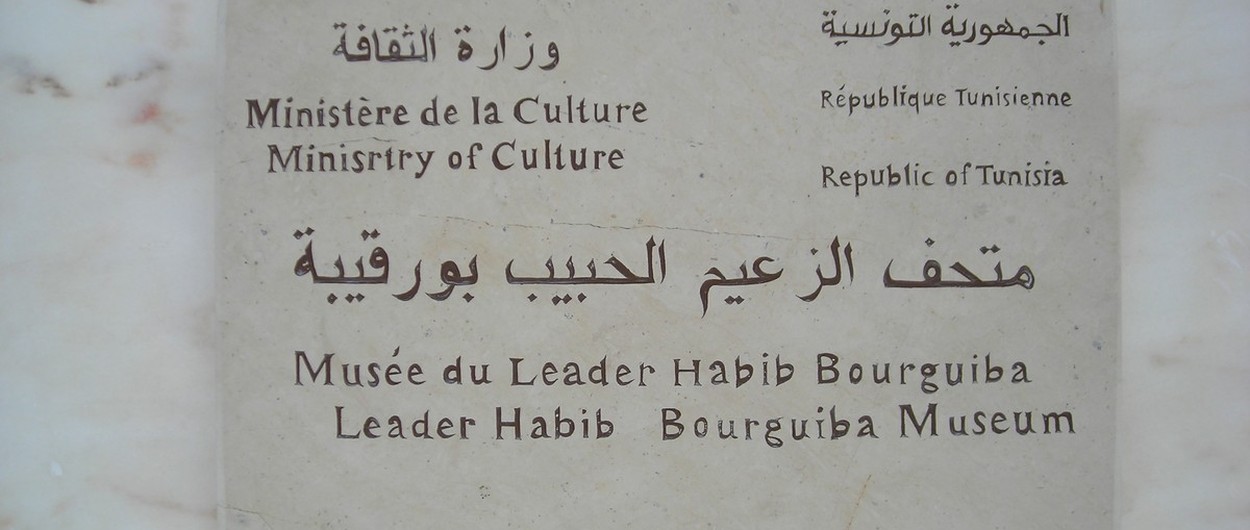 الجمهورية التونسية
République Tunisienne
Republic of Tunisia
وزارة الثقافة
Ministère de la Culture
Minisrtry of Culture
متحف الزعيم الحبيب بورقيبة
Musée du Leader Habib Bourguiba
Leader Habib Bourguiba Museum